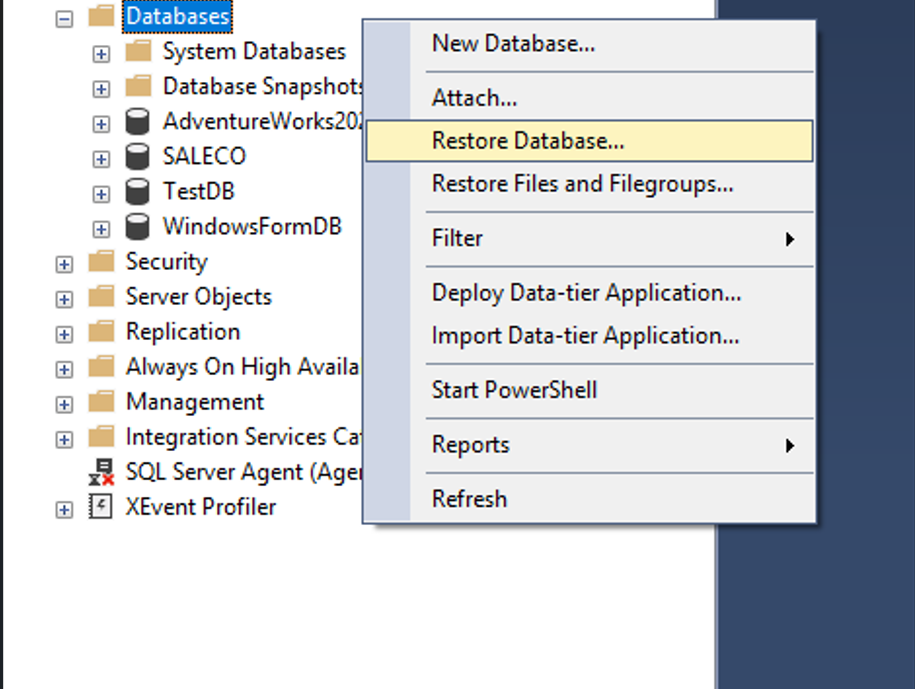 Databases
System Databases
Database Snapshots
AdventureWorks202
SALECO
TestDB
WindowsFormDB
Security
Server Objects
Replication
Always On High Availa
Management
Integration Services Cat
SQL Server Agent (Agen
XEvent Profiler
New Database...
Attach...
Restore Database...
Restore Files and Filegroups...
Filter
Deploy Data-tier Application...
Import Data-tier Application...
Start PowerShell
Reports
Refresh